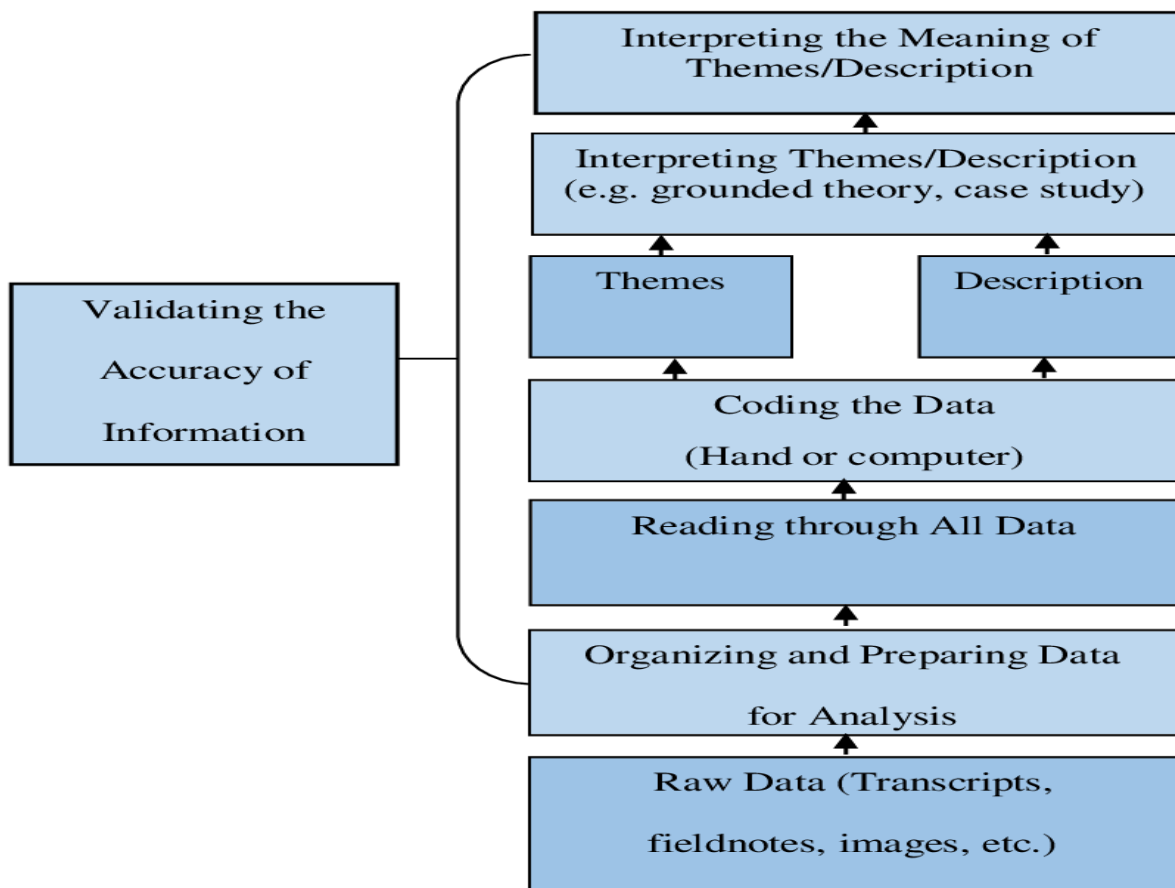 Interpreting the Meaning of
Themes/Description
Interpreting Themes/Description
(e.g. grounded theory, case study)
Themes
Description
Validating the
Accuracy of
Information
Coding the Data
(Hand or computer)
Reading through All Data
Organizing and Preparing Data
for Analysis
Raw Data (Transcripts,
fieldnotes, images, etc.)